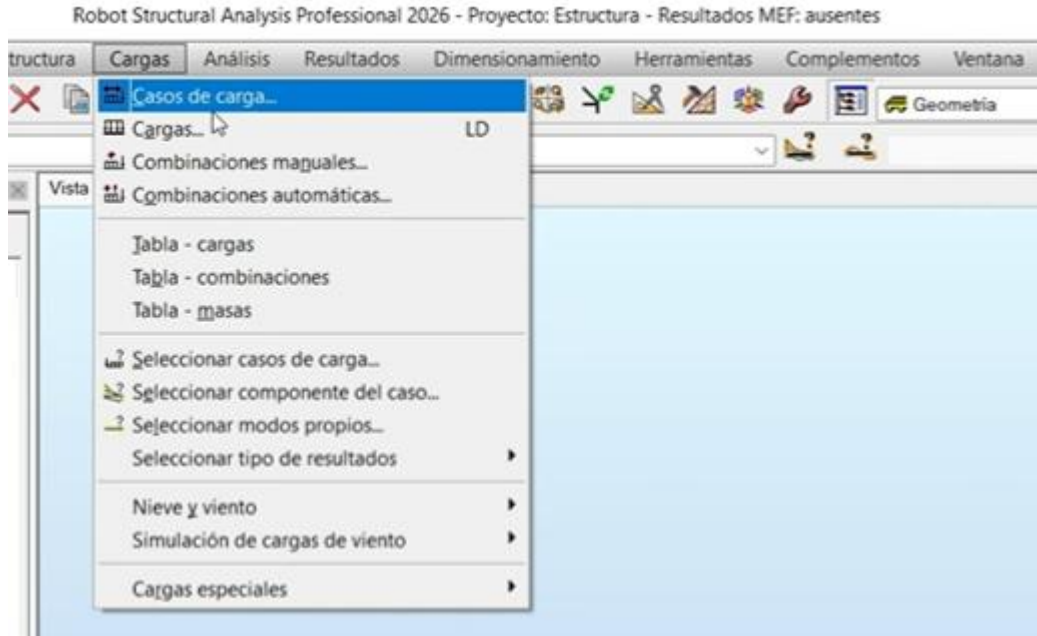 Robot Structural Analysis Professional 2026 - Proyecto: Estructura - Resultados MEF: ausentes
tructura Cargas Análisis Resultados Dimensionamiento Herramientas Complementos Ventana
Casos de carga... Geometria
Cargas... LD
Combinaciones manuales...
Vista Combinaciones automáticas...
Tabla - cargas
Tabla - combinaciones
Tabla - masas
Seleccionar casos de carga...
Seleccionar componente del caso...
Seleccionar modos propios...
Seleccionar tipo de resultados
Nieve y viento
Simulación de cargas de viento
Cargas especiales